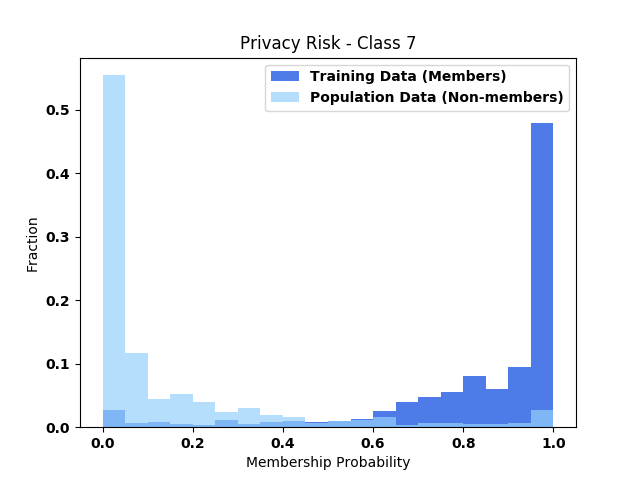 Privacy Risk - Class 7
Training Data (Members)
Population Data (Non-members)
Fraction
0.5
0.4
0.3
0.2
0.1
0.0
0.0 0.2 0.4 0.6 0.8 1.0
Membership Probability